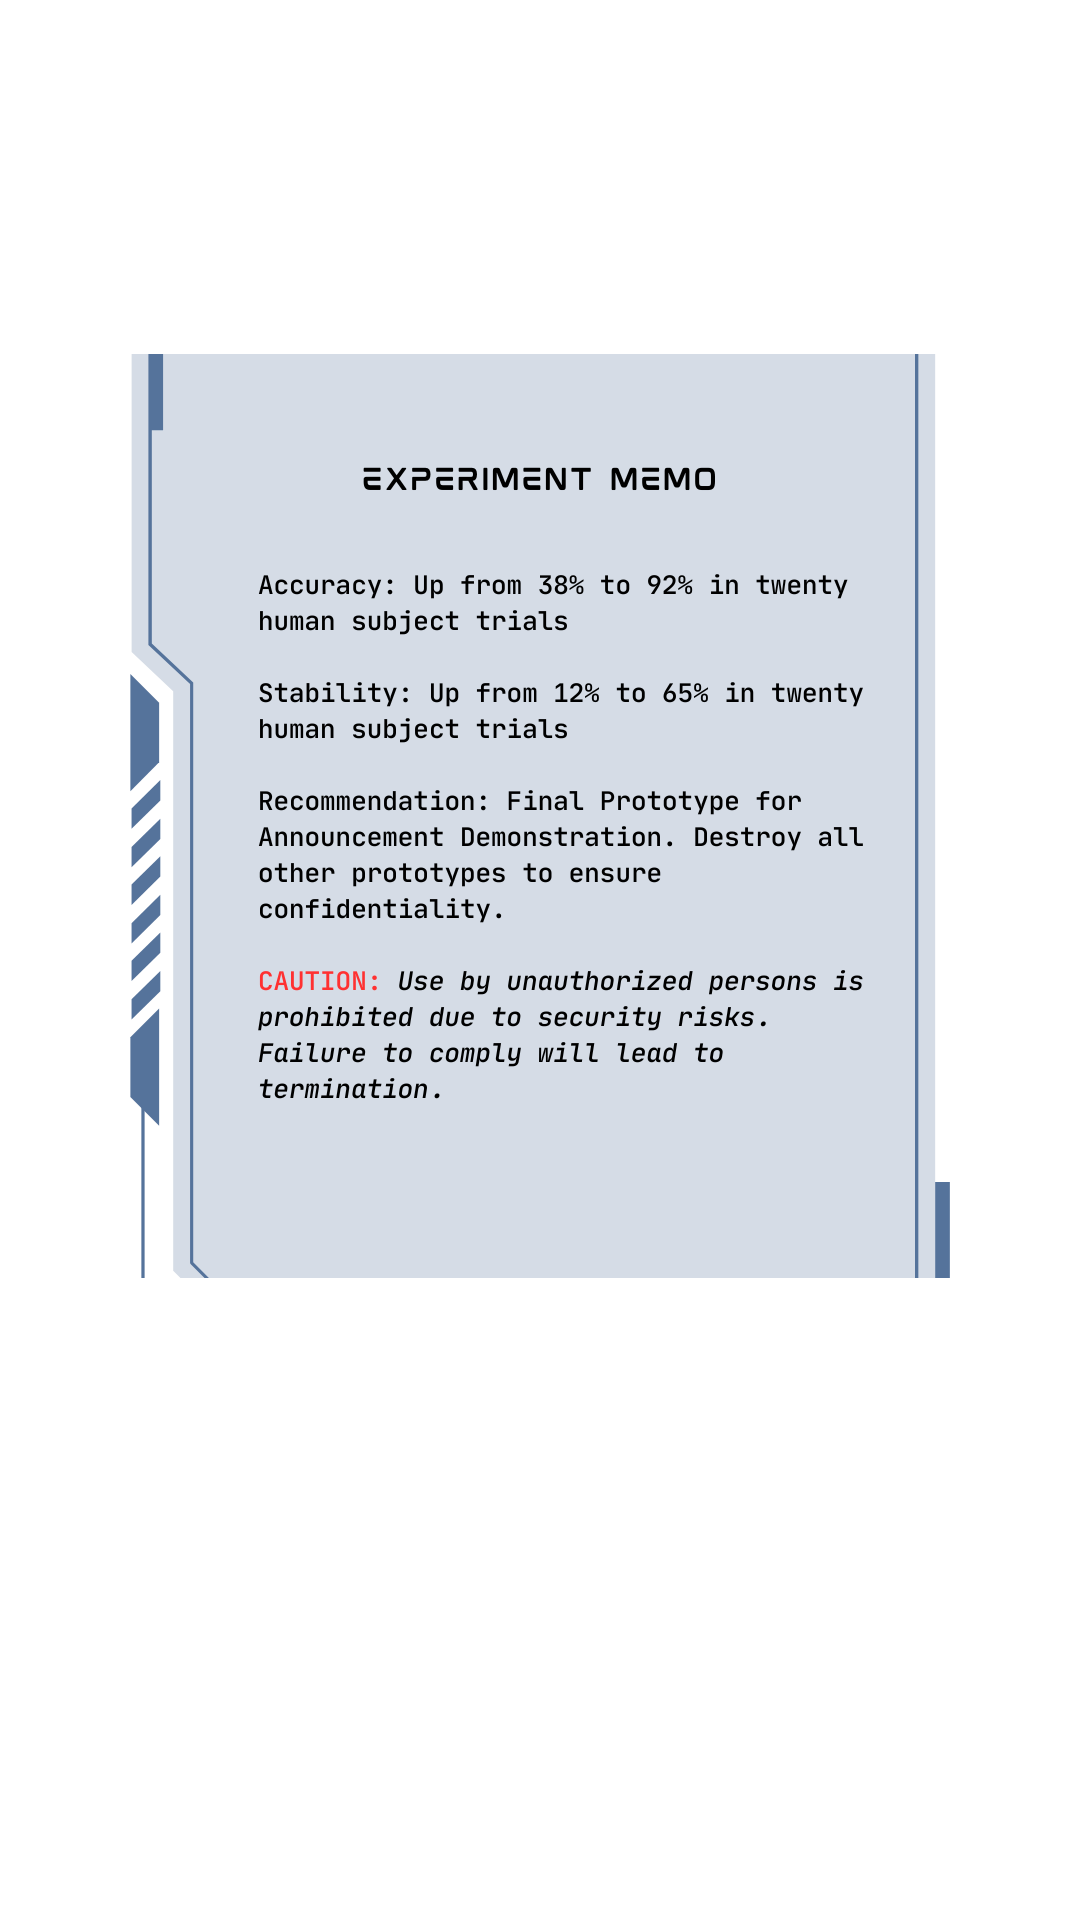 EXPERIMENT MEMO
Accuracy: Up from 38% to 92% in twenty
human subject trials
Stability: Up from 12% to 65% in twenty
human subject trials
Recommendation: Final Prototype for
Announcement Demonstration. Destroy all
other prototypes to ensure
confidentiality.
CAUTION: Use by unauthorized persons is
prohibited due to security risks.
Failure to comply will lead to
termination.